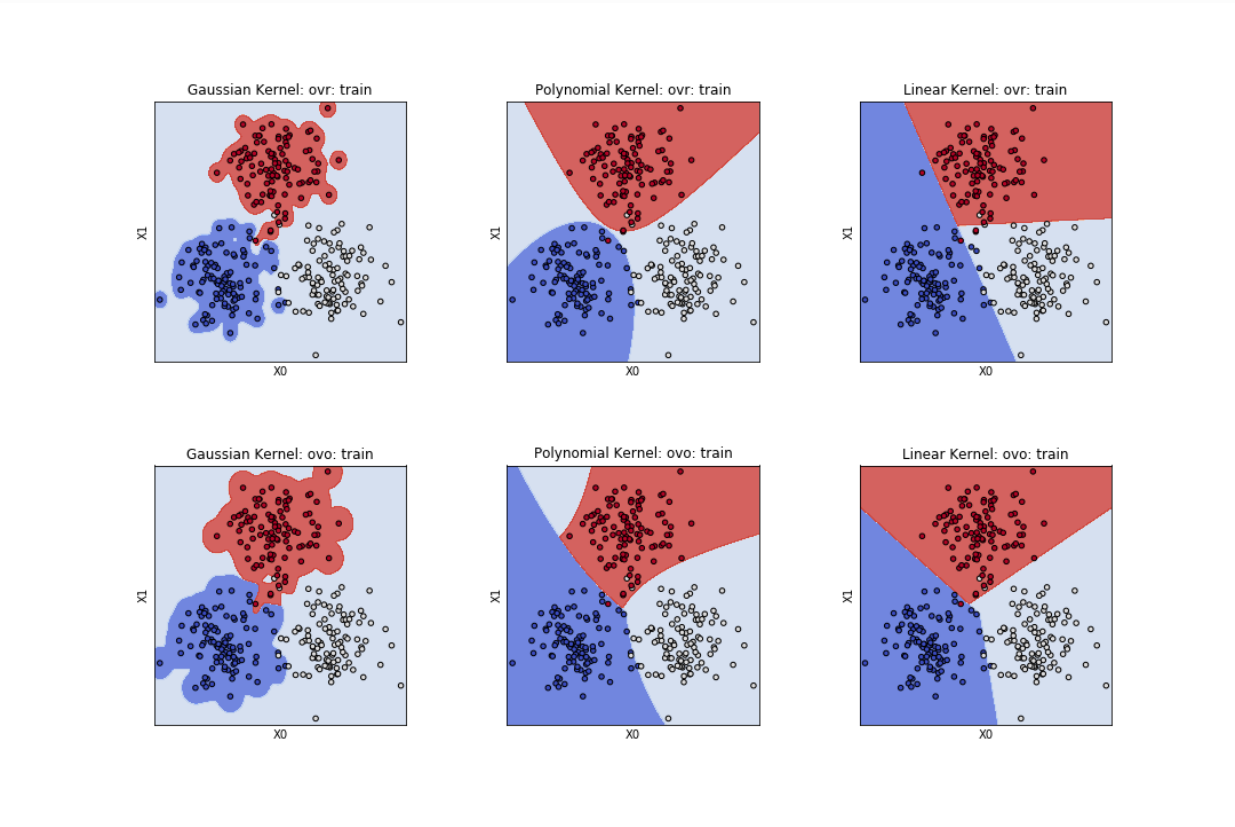 Gaussian Kernel: ovr: train
Polynomial Kernel: ovr: train
Linear Kernel: ovr: train
X1
X1
X1
X0
X0
X0
Gaussian Kernel: ovo: train
Polynomial Kernel: ovo: train
Linear Kernel: ovo: train
X1
X1
X1
X0
X0
X0